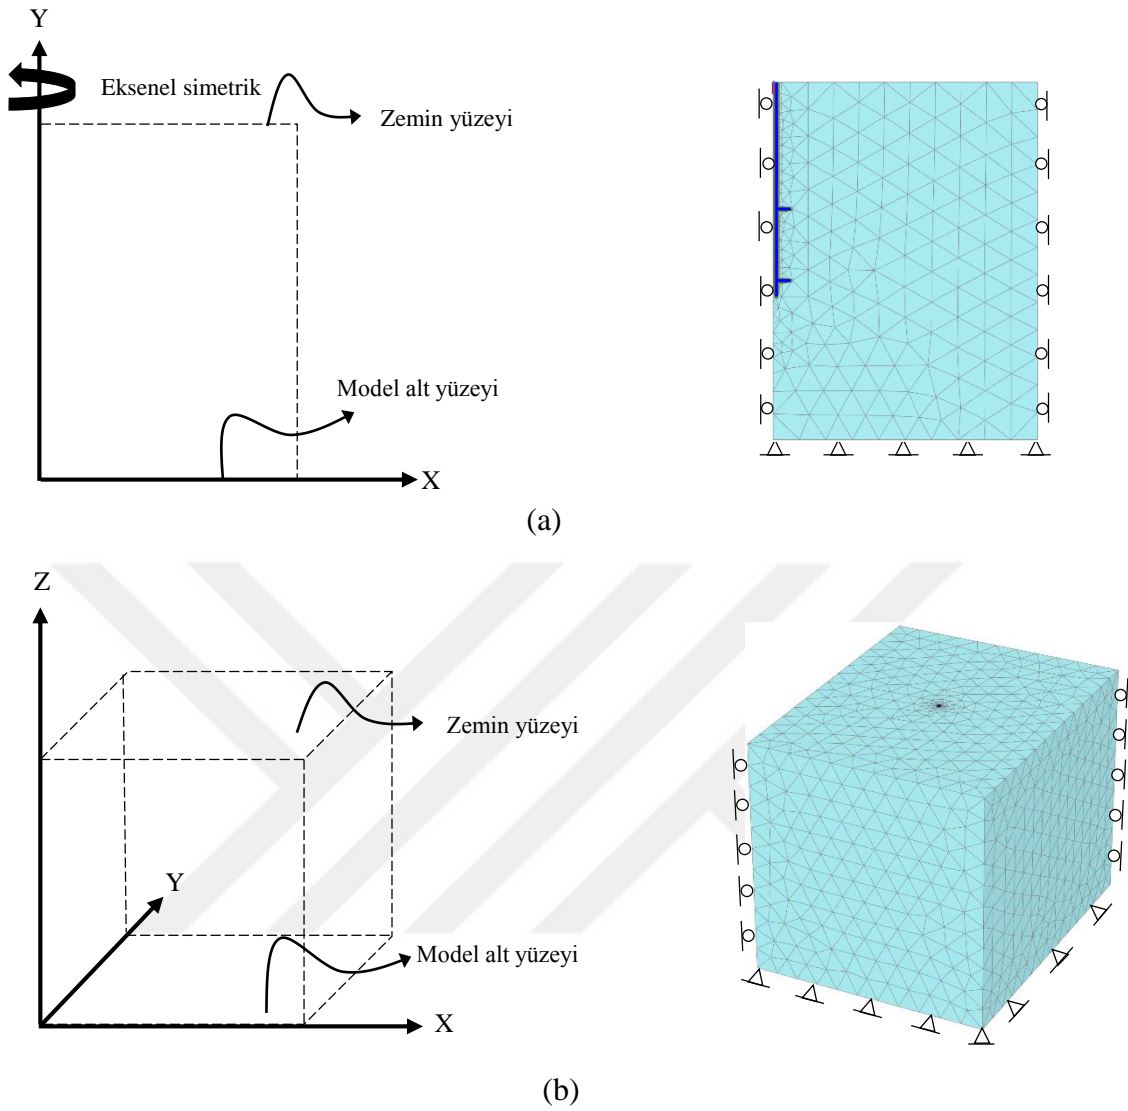 Y
Eksenel simetrik
Zemin yüzeyi
Model alt yüzeyi
X
(a)
Z
Zemin yüzeyi
Y
Model alt yüzeyi
X
(b)